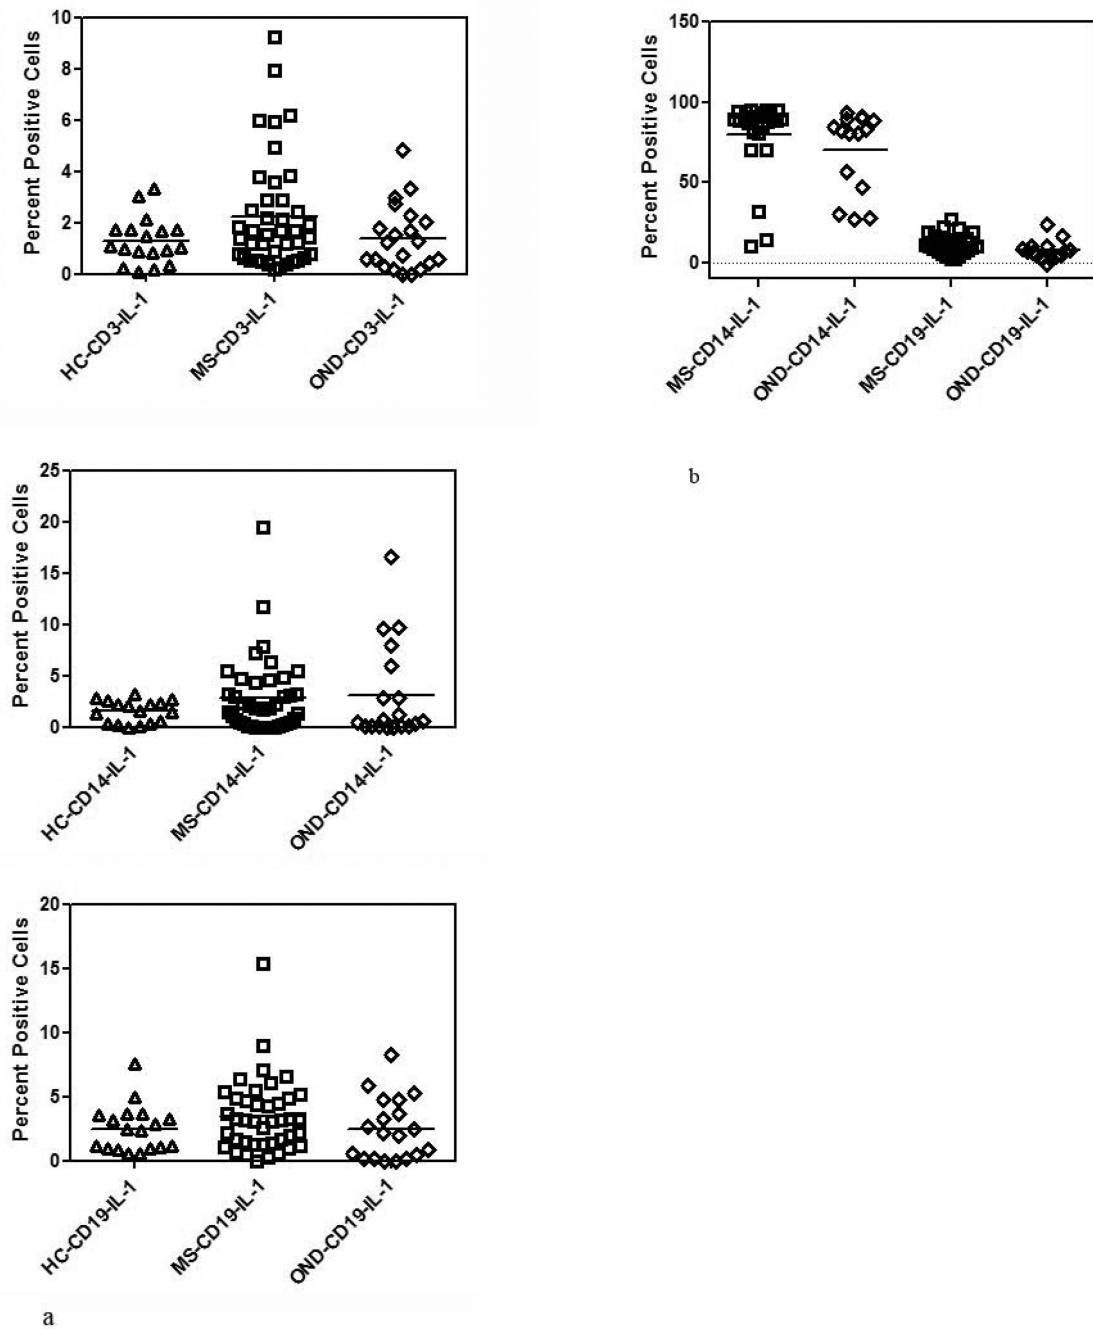 Percent Positive Cells
10
8
6
4
2
0
HC-CD3-IL-1
MS-CD3-IL-1
OND-CD3-IL-1
Percent Positive Cells
150
100
50
0
MS-CD14-IL-1
OND-CD14-IL-1
MS-CD19-IL-1
OND-CD19-IL-1
b
Percent Positive Cells
25
20
15
10
5
0
HC-CD14-IL-1
MS-CD14-IL-1
OND-CD14-IL-1
Percent Positive Cells
20
15
10
5
0
HC-CD19-IL-1
MS-CD19-IL-1
OND-CD19-IL-1
a